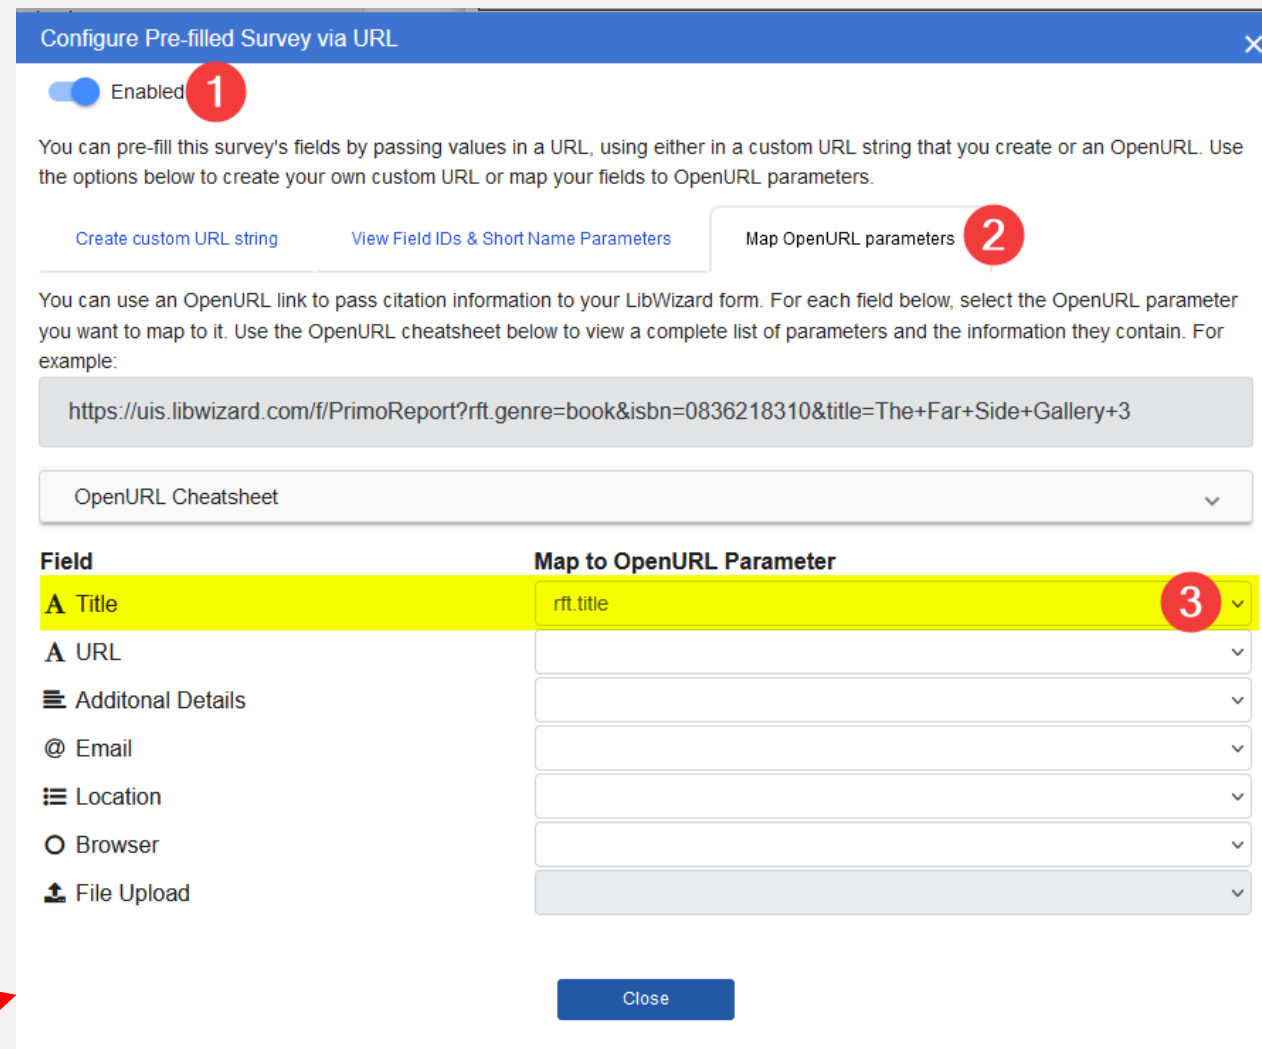 Configure Pre-filled Survey via URL
Enabled 1
You can pre-fill this survey's fields by passing values in a URL, using either in a custom URL string that you create or an OpenURL. Use
the options below to create your own custom URL or map your fields to OpenURL parameters.
Create custom URL string View Field IDs & Short Name Parameters Map OpenURL parameters 2
You can use an OpenURL link to pass citation information to your LibWizard form. For each field below, select the OpenURL parameter
you want to map to it. Use the OpenURL cheatsheet below to view a complete list of parameters and the information they contain. For
example:
https://uis.libwizard.com/f/PrimoReport?rft.genre=book&isbn=0836218310&title=The+Far+Side+Gallery+3
OpenURL Cheatsheet
Field Map to OpenURL Parameter
A Title rft.title 3
A URL
Additonal Details
@ Email
Location
Browser
File Upload
Close